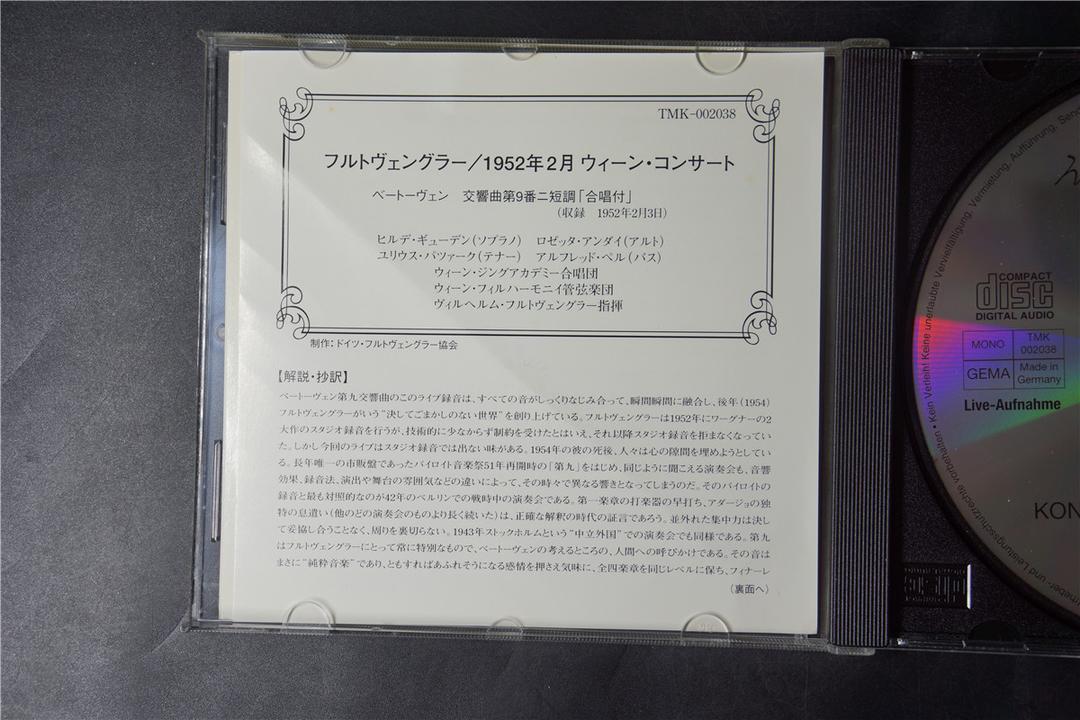 TMK-002038
フルトヴェングラー/1952年2月 ウィーン・コンサート
ベートーヴェン 交響曲第9番ニ短調「合唱付」
(収録 1952年2月3日)
ヒルデ・ギューデン(ソプラノ) ロゼッタ・アンダイ(アルト)
ユリウス・パツァーク(テナー) アルフレッド・ペル(バス)
ウィーン・ジングアカデミー合唱団
ウィーン・フィルハーモニイ管弦楽団
ヴィルヘルム・フルトヴェングラー指揮
制作:ドイツ・フルトヴェングラー協会
【解説・抄訳】
ベートーヴェン第九交響曲のこのライブ録音は、すべての音がしっくりなじみ合って、瞬間瞬間に融合し、後年(1954)
フルトヴェングラーがいう“決してごまかしのない世界”を創り上げている。フルトヴェングラーは1952年にワーグナーの2
大作のスタジオ録音を行うが、技術的に少なからず制約を受けたとはいえ、それ以降スタジオ録音を拒まなくなってい
た。しかし今回のライブはスタジオ録音では出ない味がある。1954年の彼の死後、人々は心の隙間を埋めようとしてい
る。長年唯一の市販盤であったバイロイト音楽祭51年再開時の「第九」をはじめ、同じように聞こえる演奏会も、音響
効果、録音法、演出や舞台の雰囲気などの違いによって、その時々で異なる響きとなってしまうのだ。そのバイロイトの
録音と最も対照的なのが42年のベルリンでの戦時中の演奏会である。第一楽章の打楽器の早打ち、アダージョの独
特の息遣い(他のどの演奏会のものより長く続いた)は、正確な解釈の時代の証言であろう。並外れた集中力は決し
て妥協し合うことなく、周りを裏切らない。1943年ストックホルムという“中立外国”での演奏会でも同様である。第九
はフルトヴェングラーにとって常に特別なもので、ベートーヴェンの考えるところの、人間への呼びかけである。その音は
まさに“純粋音楽”であり、ともすればあふれそうになる感情を押さえ気味に、全四楽章を同じレベルに保ち、フィナーレ
(裏面へ)
COMPACT
disc
DIGITAL AUDIO
MONO
TMK
002038
GEMA
Made in
Germany
Live-Aufnahme
KON
vorbehalten • Kein Verleih! Keine unerlaubte Vervielfältigung, Vermietung, Aufführung,